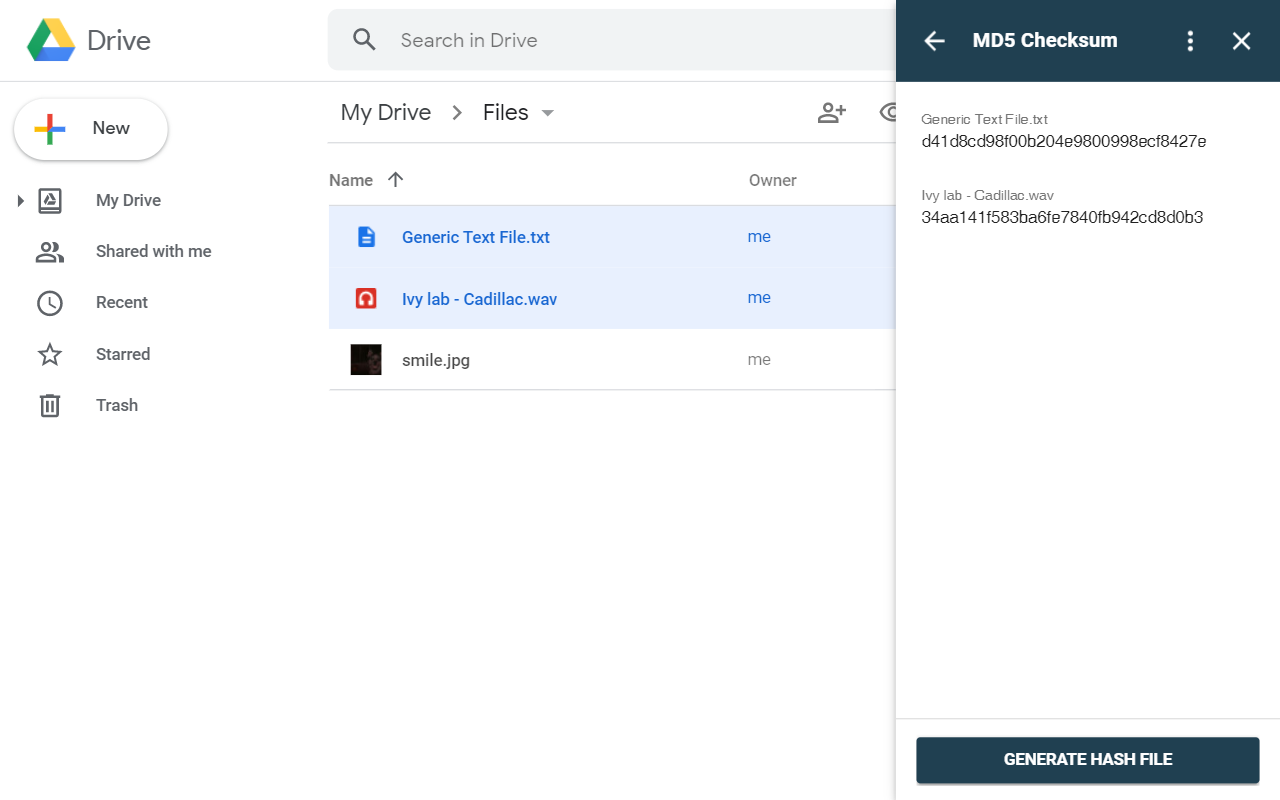 Drive
Search in Drive
MD5 Checksum
New
My Drive
Shared with me
Recent
Starred
Trash
My Drive > Files
Name
Owner
Generic Text File.txt
me
Ivy lab - Cadillac.wav
me
smile.jpg
me
Generic Text File.txt
d41d8cd98f00b204e9800998ecf8427e
Ivy lab - Cadillac.wav
34aa141f583ba6fe7840fb942cd8d0b3
GENERATE HASH FILE